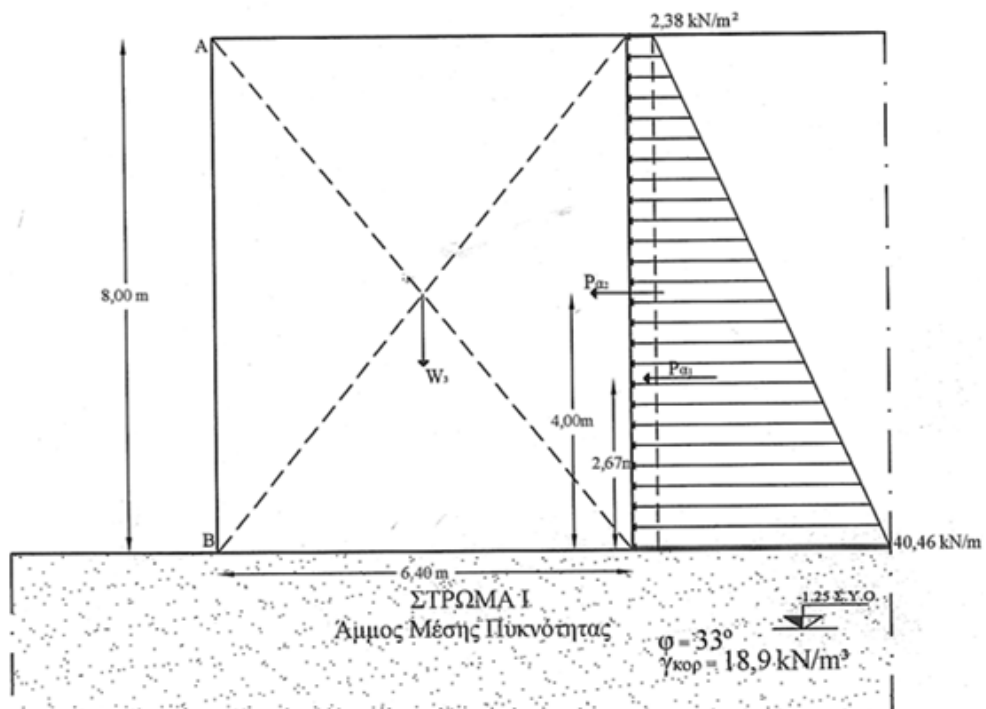 2,38 kN/m²
A
8,00 m
Pα₂
W₃
Pα₁
4,00m
2,67m
B
40,46 kN/m
6,40 m
ΣΤΡΩΜΑ Ι
Άμμος Μέσης Πυκνότητας
-1.25 Σ.Υ.Ο.
φ = 33°
γκορ = 18,9 kN/m³